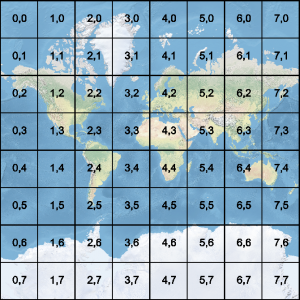 0,0 1,0 2,0 3,0 4,0 5,0 6,0 7,0
0,1 1,1 2,1 3,1 4,1 5,1 6,1 7,1
0,2 1,2 2,2 3,2 4,2 5,2 6,2 7,2
0,3 1,3 2,3 3,3 4,3 5,3 6,3 7,3
0,4 1,4 2,4 3,4 4,4 5,4 6,4 7,4
0,5 1,5 2,5 3,5 4,5 5,5 6,5 7,5
0,6 1,6 2,6 3,6 4,6 5,6 6,6 7,6
0,7 1,7 2,7 3,7 4,7 5,7 6,7 7,7